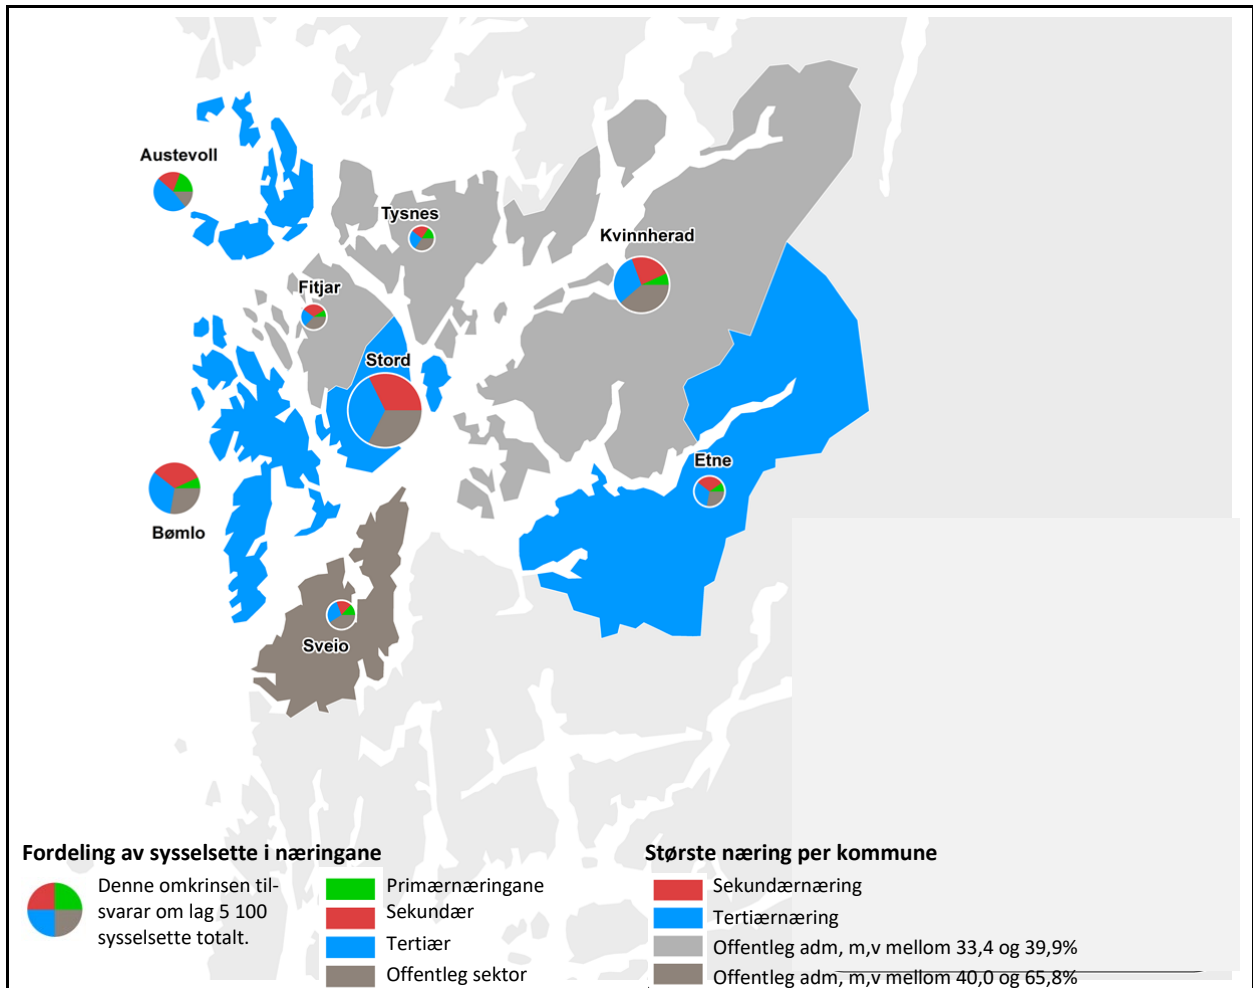 Austevoll
Tysnes
Kvinnherad
Fitjar
Stord
Etne
Bømlo
Sveio
Fordeling av sysselsette i næringane
Denne omkrinsen til-
svarar om lag 5 100
sysselsette totalt.
Primærnæringane
Sekundær
Tertiær
Offentleg sektor
Største næring per kommune
Sekundærnæring
Tertiærnæring
Offentleg adm, m,v mellom 33,4 og 39,9%
Offentleg adm, m,v mellom 40,0 og 65,8%